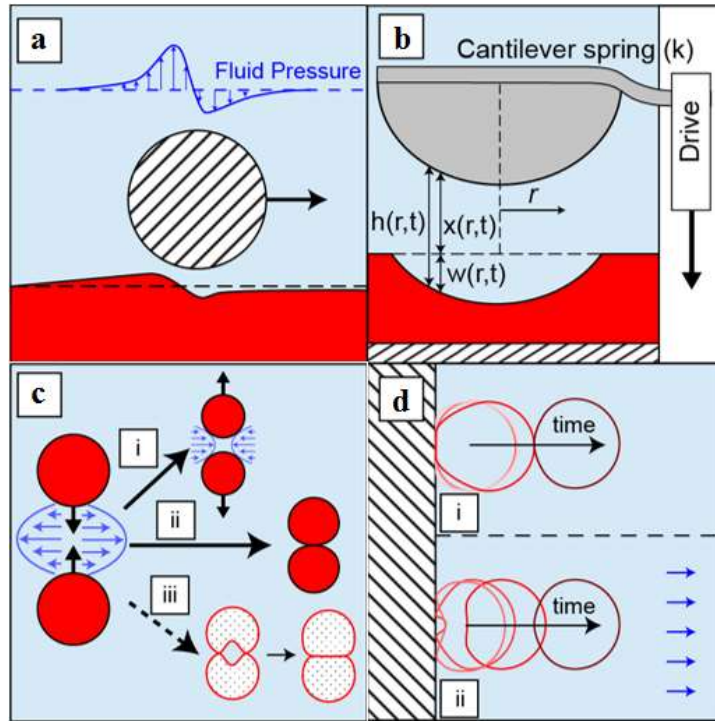 a
Fluid Pressure
b
Cantilever spring (k)
Drive
r
h(r,t)
x(r,t)
w(r,t)
c
i
ii
iii
d
time
i
time
ii